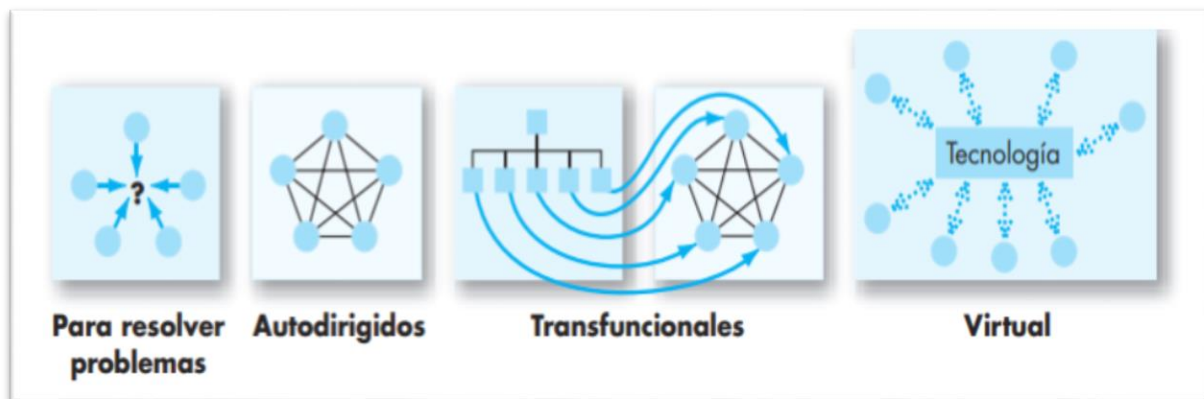 ?
Tecnología
Para resolver
problemas
Autodirigidos
Transfuncionales
Virtual